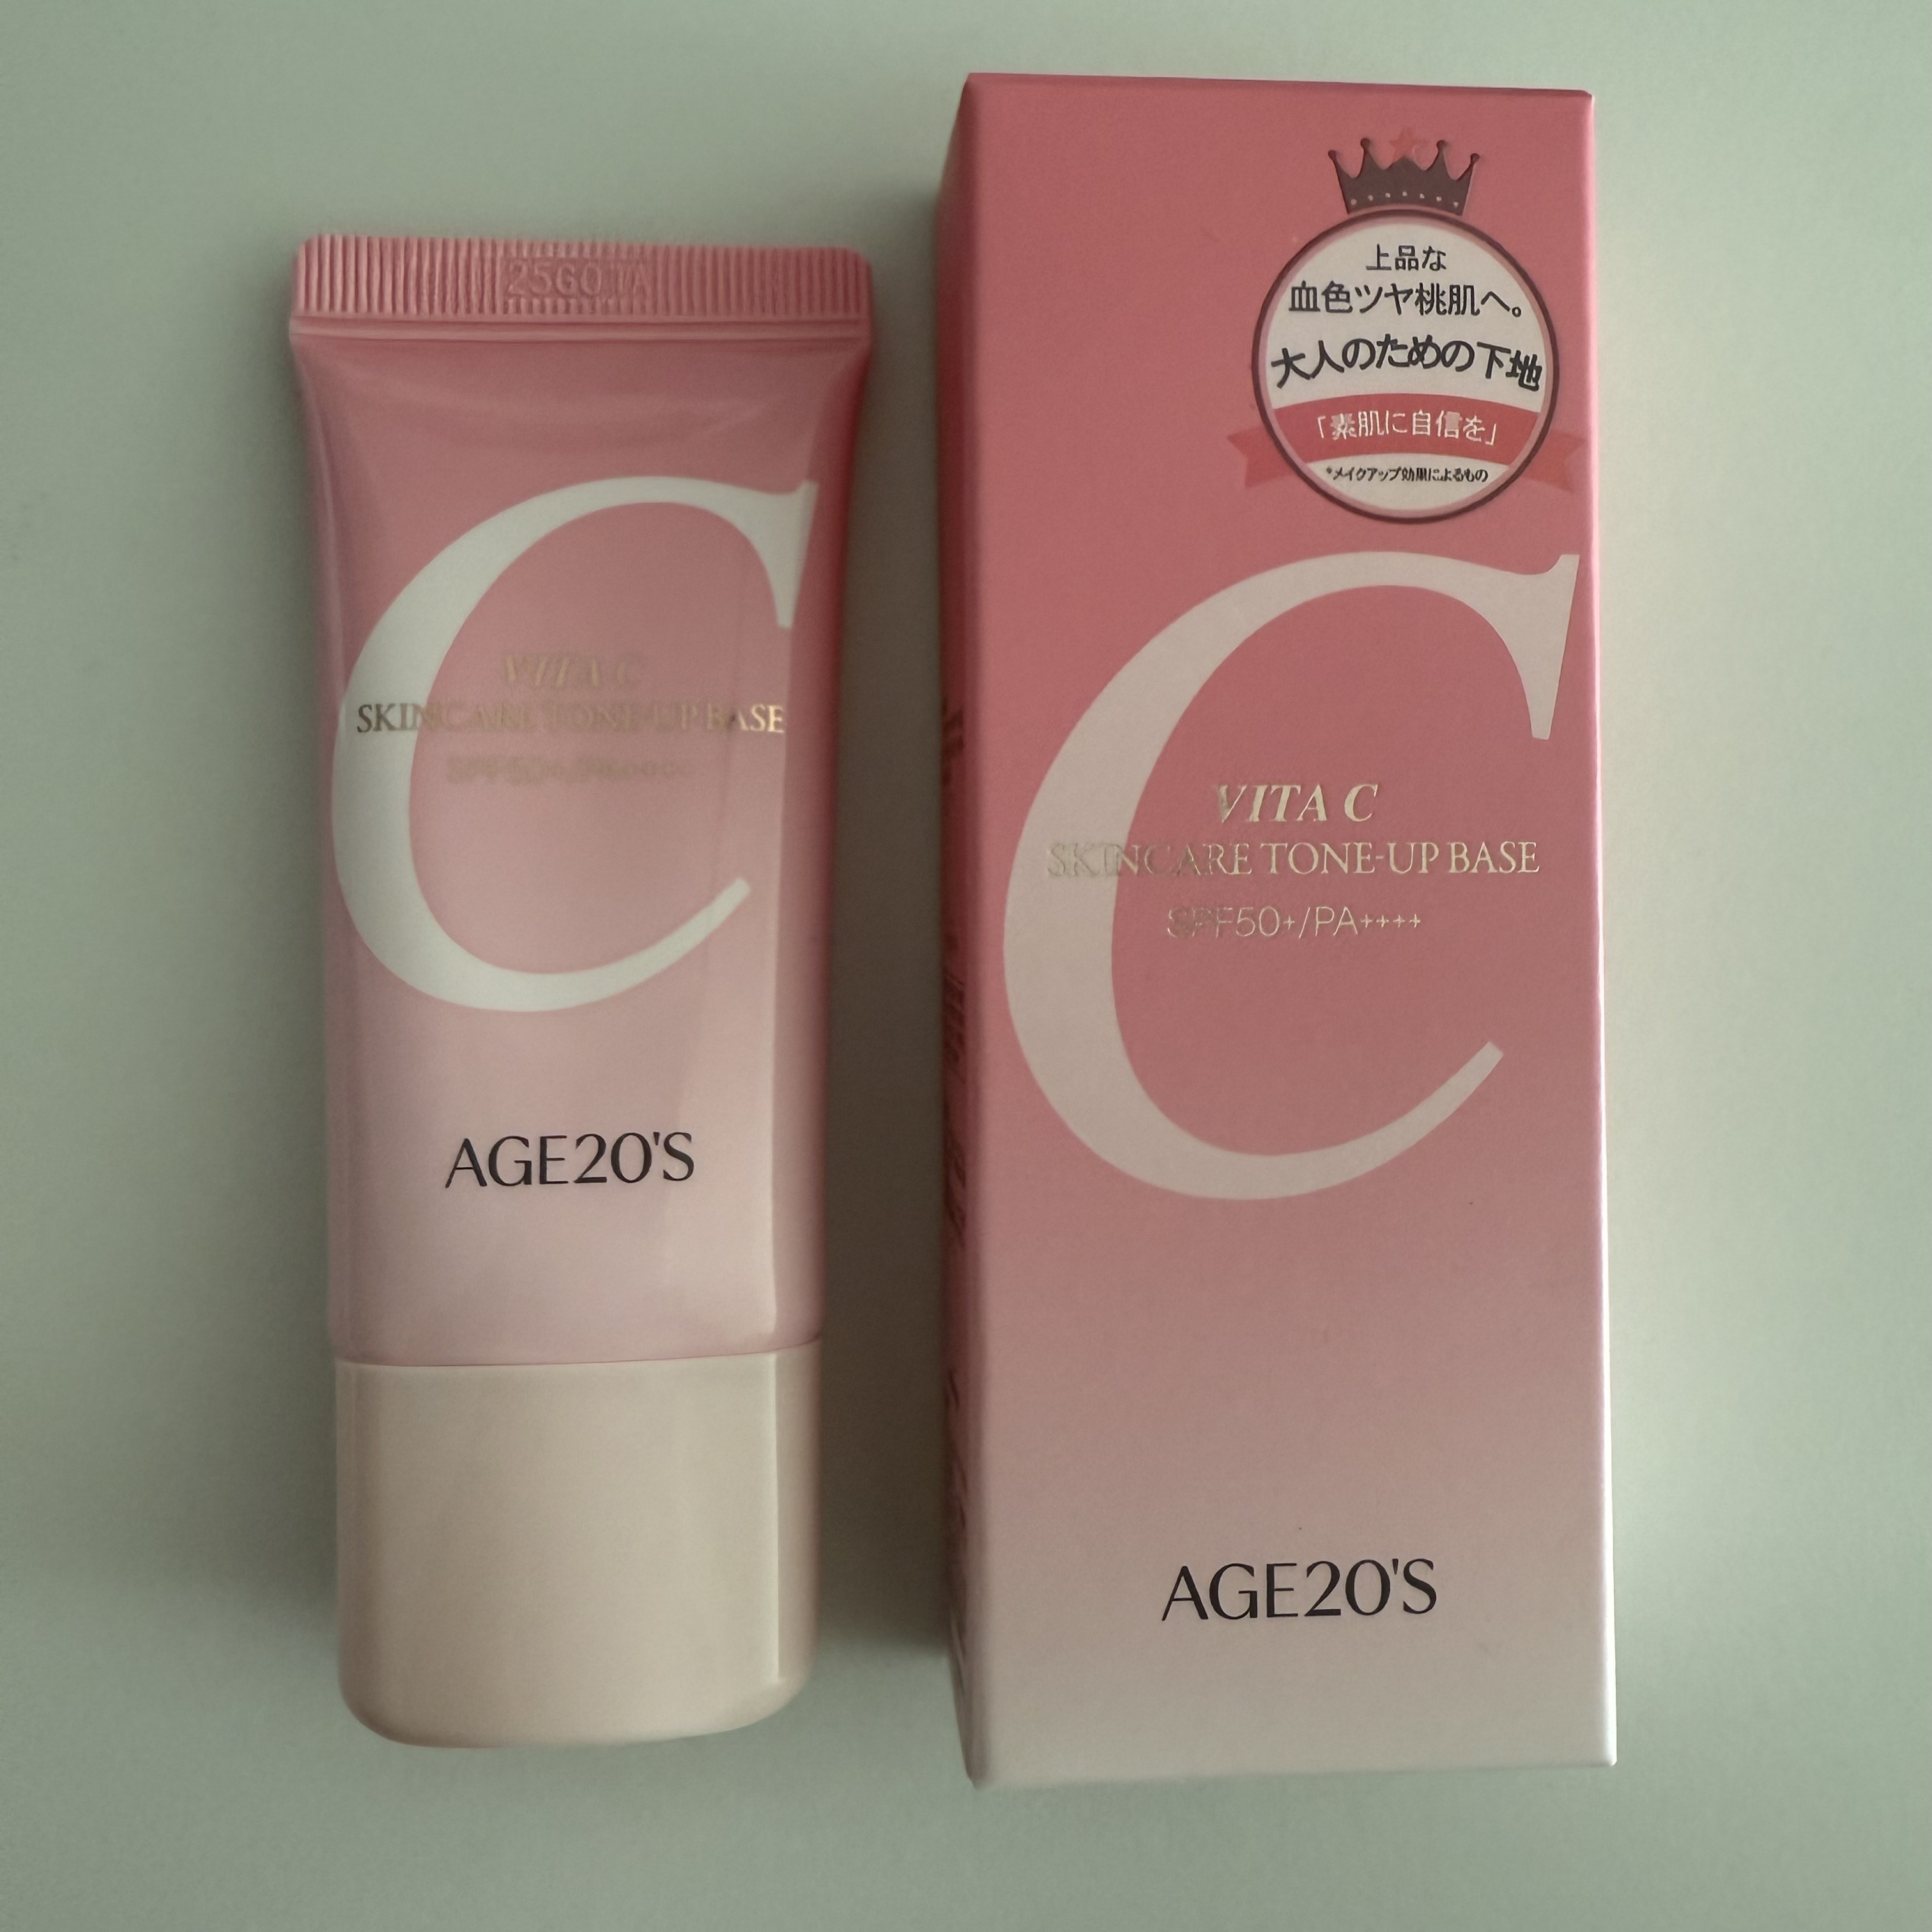 VITA C
SKINCARE TONE-UP BASE
AGE20'S
上品な
血色ツヤ桃肌へ。
大人のための下地
「素肌に自信を」
*メイクアップ効果によるもの
VITA C
SKINCARE TONE-UP BASE
SPF50+/PA++++
AGE20'S